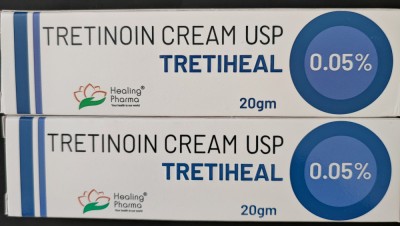 TRETINOIN CREAM USP
TRETIHEAL
0.05%
Healing®
Pharma
20gm
TRETINOIN CREAM USP
TRETIHEAL
0.05%
Healing®
Pharma
20gm